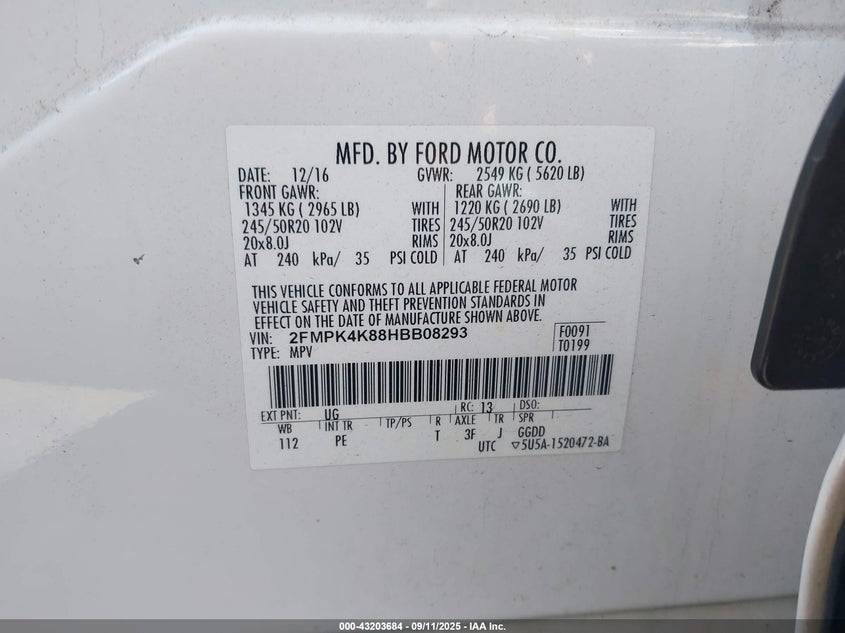 MFD. BY FORD MOTOR CO.
DATE: 12/16 GVWR: 2549 KG ( 5620 LB)
FRONT GAWR: REAR GAWR:
1345 KG ( 2965 LB) WITH 1220 KG ( 2690 LB) WITH
245/50R20 102V TIRES 245/50R20 102V TIRES
20x8.0J RIMS 20x8.0J RIMS
AT 240 kPa/ 35 PSI COLD AT 240 kPa/ 35 PSI COLD
THIS VEHICLE CONFORMS TO ALL APPLICABLE FEDERAL MOTOR
VEHICLE SAFETY AND THEFT PREVENTION STANDARDS IN
EFFECT ON THE DATE OF MANUFACTURE SHOWN ABOVE.
VIN: 2FMPK4K88HBB08293 F0091
TYPE: MPV T0199
EXT PNT: UG RC: 13 DSO:
WB INT TR TP/PS R AXLE TR SPR
112 PE T 3F J GGDD
UTC ▽5U5A-1520472-BA
000-43203684 - 09/11/2025 - IAA Inc.